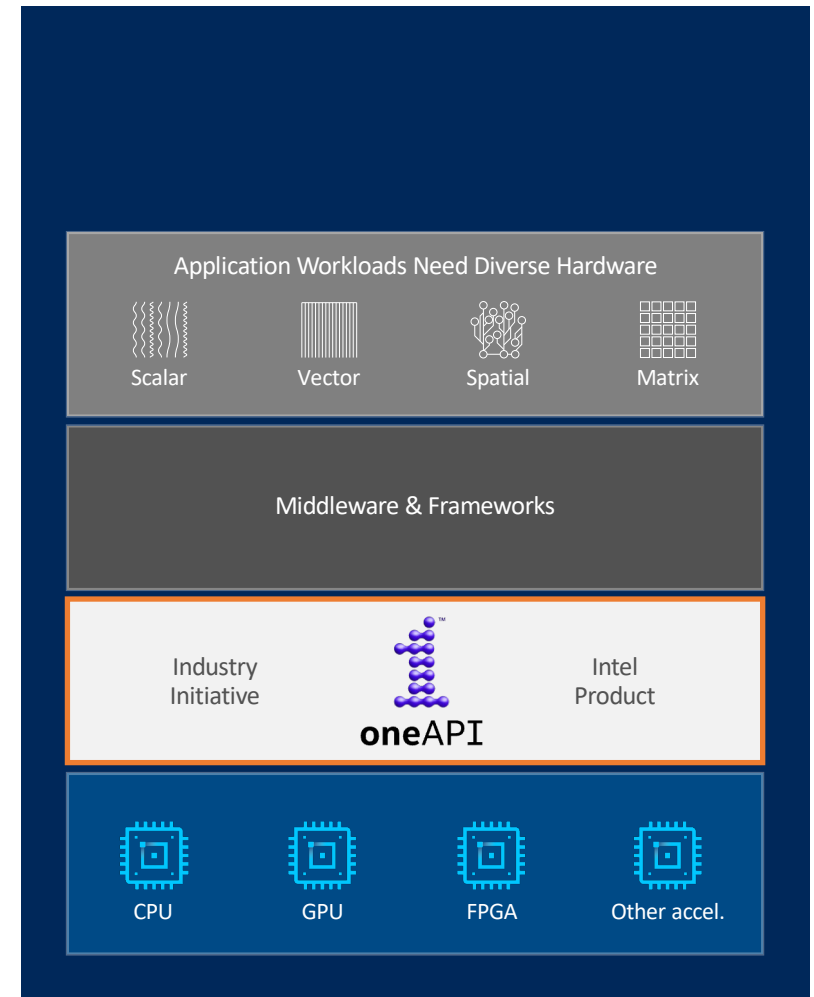 Application Workloads Need Diverse Hardware
Scalar
Vector
Spatial
Matrix
Middleware & Frameworks
Industry
Initiative
™
oneAPI
Intel
Product
CPU
GPU
FPGA
Other accel.